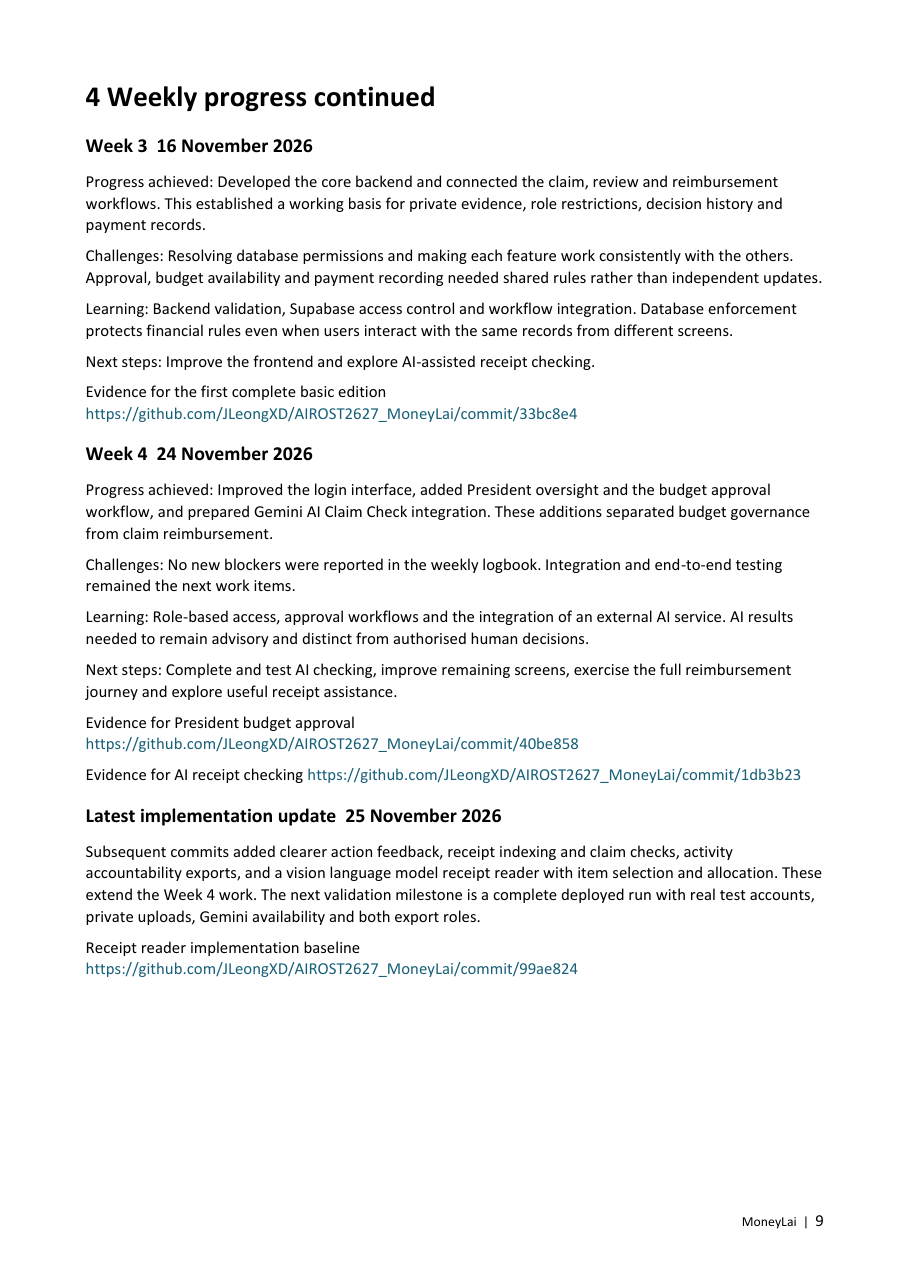 4 Weekly progress continued
Week 3  16 November 2026
Progress achieved: Developed the core backend and connected the claim, review and reimbursement
workflows. This established a working basis for private evidence, role restrictions, decision history and
payment records.
Challenges: Resolving database permissions and making each feature work consistently with the others.
Approval, budget availability and payment recording needed shared rules rather than independent updates.
Learning: Backend validation, Supabase access control and workflow integration. Database enforcement
protects financial rules even when users interact with the same records from different screens.
Next steps: Improve the frontend and explore AI-assisted receipt checking.
Evidence for the first complete basic edition
https://github.com/JLeongXD/AIROST2627_MoneyLai/commit/33bc8e4
Week 4  24 November 2026
Progress achieved: Improved the login interface, added President oversight and the budget approval
workflow, and prepared Gemini AI Claim Check integration. These additions separated budget governance
from claim reimbursement.
Challenges: No new blockers were reported in the weekly logbook. Integration and end-to-end testing
remained the next work items.
Learning: Role-based access, approval workflows and the integration of an external AI service. AI results
needed to remain advisory and distinct from authorised human decisions.
Next steps: Complete and test AI checking, improve remaining screens, exercise the full reimbursement
journey and explore useful receipt assistance.
Evidence for President budget approval
https://github.com/JLeongXD/AIROST2627_MoneyLai/commit/40be858
Evidence for AI receipt checking https://github.com/JLeongXD/AIROST2627_MoneyLai/commit/1db3b23
Latest implementation update  25 November 2026
Subsequent commits added clearer action feedback, receipt indexing and claim checks, activity
accountability exports, and a vision language model receipt reader with item selection and allocation. These
extend the Week 4 work. The next validation milestone is a complete deployed run with real test accounts,
private uploads, Gemini availability and both export roles.
Receipt reader implementation baseline
https://github.com/JLeongXD/AIROST2627_MoneyLai/commit/99ae824
MoneyLai | 9